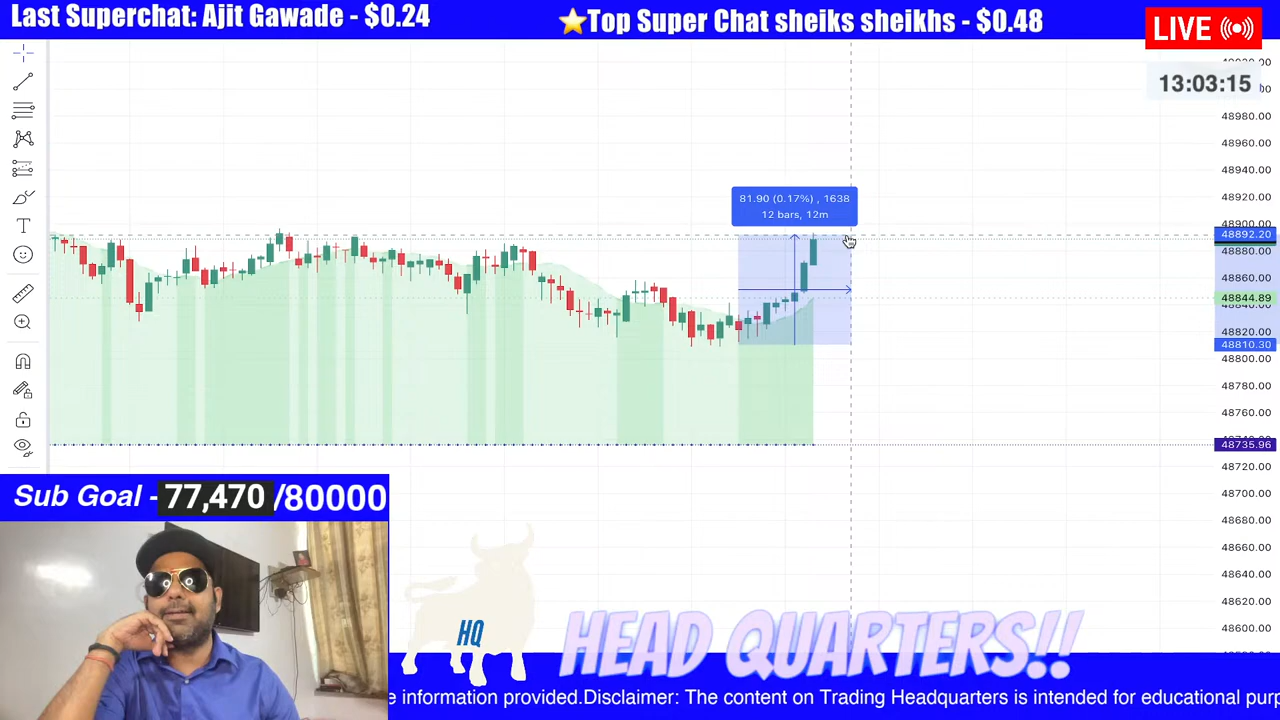 Last Superchat: Ajit Gawade - $0.24
⭐Top Super Chat sheiks sheikhs - $0.48
LIVE
13:03:15
48980.00
48960.00
48940.00
48920.00
81.90 (0.17%) , 1638
12 bars, 12m
48900.00
48892.20
48880.00
48860.00
48844.89
48840.00
48820.00
48810.30
48800.00
48780.00
48760.00
48735.96
48720.00
48700.00
48680.00
48660.00
48640.00
48620.00
48600.00
T
Sub Goal - 77,470 /80000
HQ
HEAD QUARTERS!!
e information provided.Disclaimer: The content on Trading Headquarters is intended for educational purp